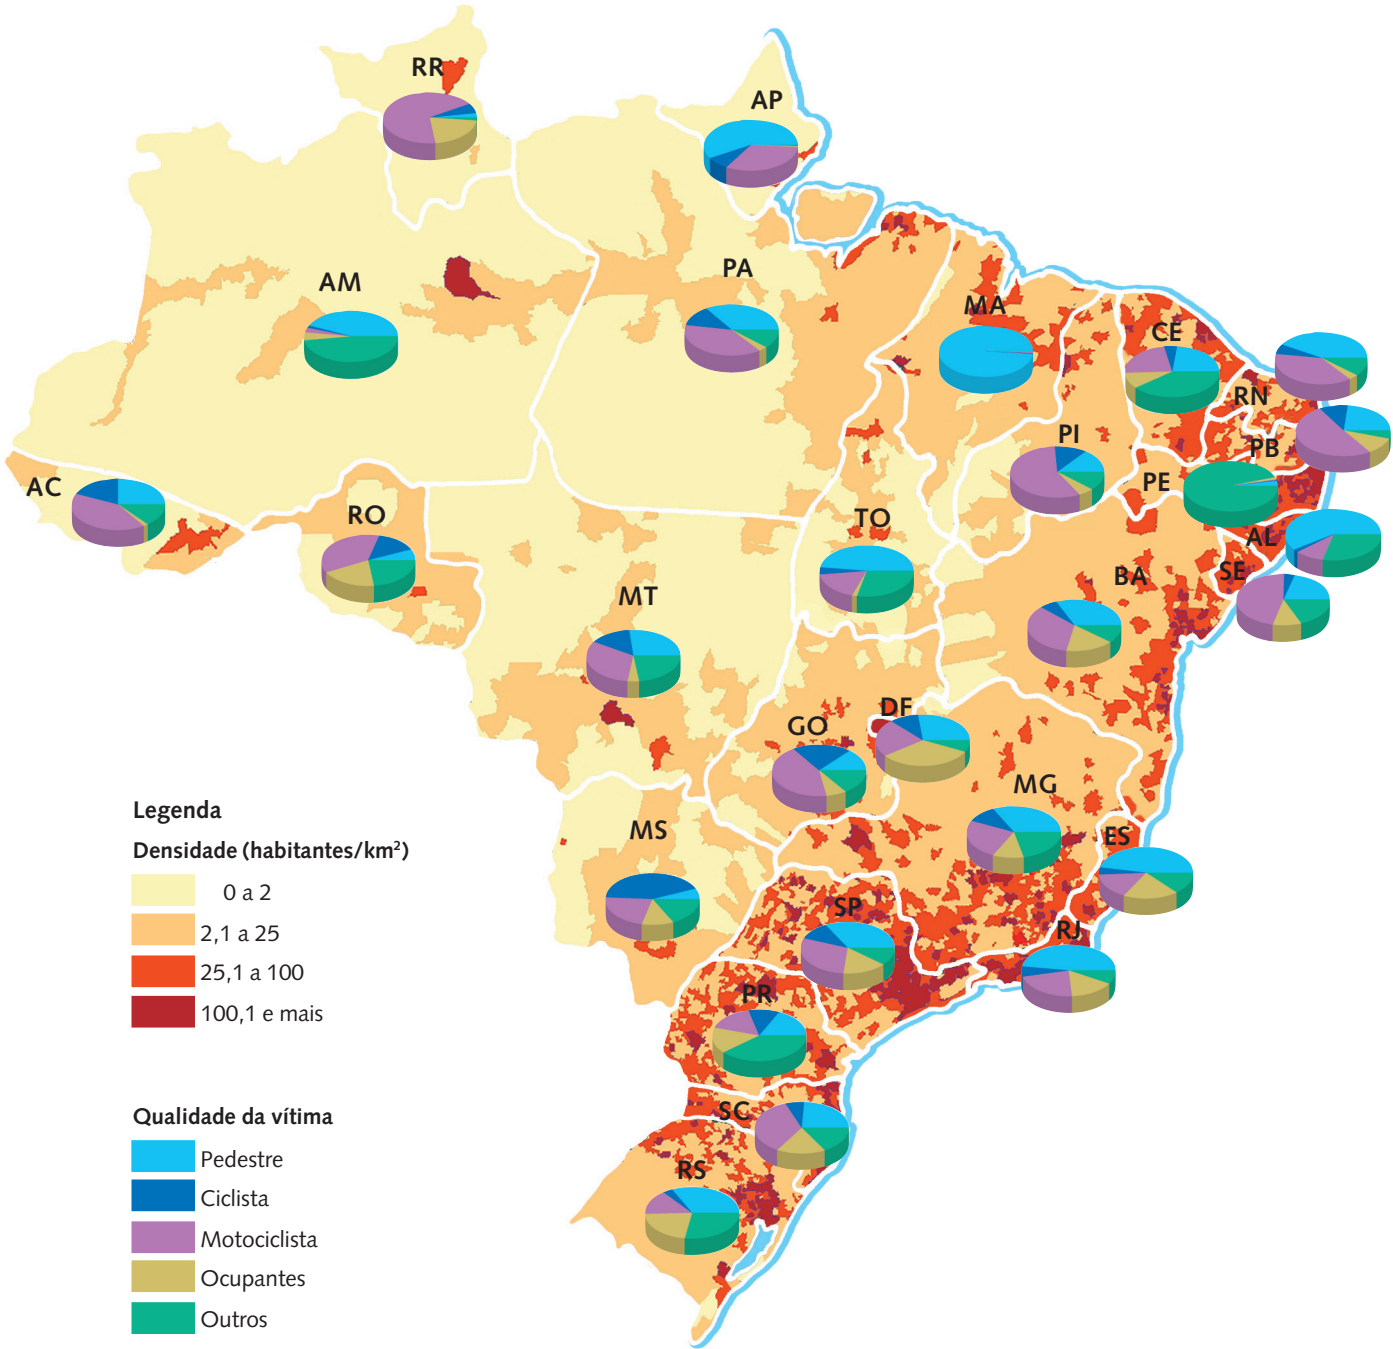 RR
AP
AM
PA
MA
CE
RN
PB
PI
PE
AC
RO
TO
AL
SE
BA
MT
DF
GO
MG
MS
ES
SP
RJ
PR
SC
RS
Legenda
Densidade (habitantes/km²)
0 a 2
2,1 a 25
25,1 a 100
100,1 e mais
Qualidade da vítima
Pedestre
Ciclista
Motociclista
Ocupantes
Outros